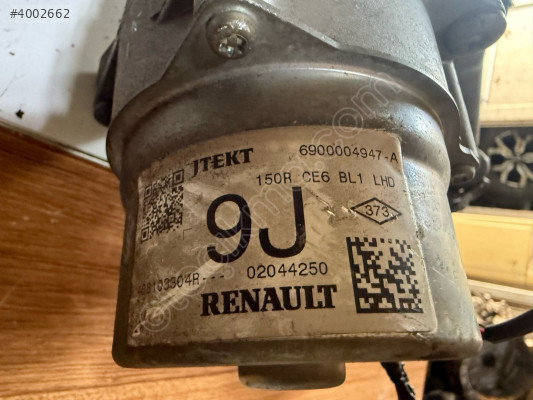 #4002662
JTEKT 6900004947-A
150R CE6 BL1 LHD
9J 373
02044250
RENAULT